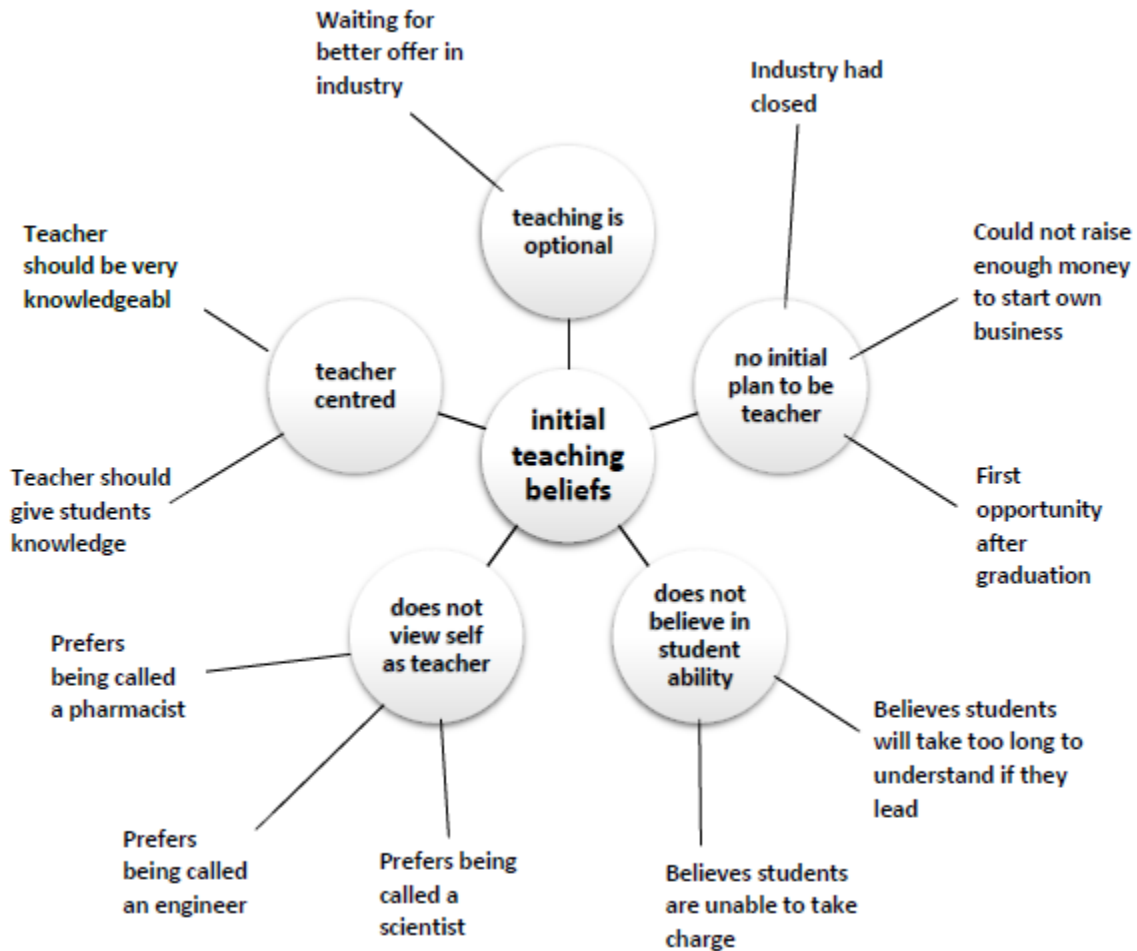 Waiting for
better offer in
industry
Industry had
closed
teaching is
optional
Teacher
should be very
knowledgeabl
Could not raise
enough money
to start own
business
teacher
centred
no initial
plan to be
teacher
initial
teaching
beliefs
Teacher should
give students
knowledge
First
opportunity
after
graduation
does not
view self
as teacher
does not
believe in
student
ability
Prefers
being called
a pharmacist
Believes students
will take too long to
understand if they
lead
Prefers
being called
an engineer
Prefers being
called a
scientist
Believes students
are unable to take
charge